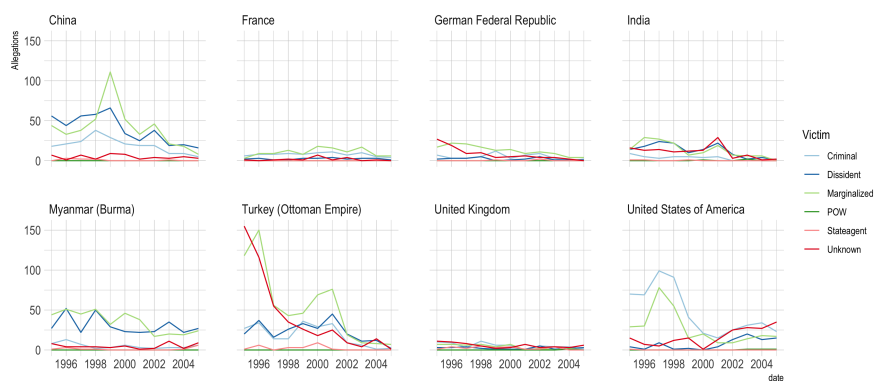 China France German Federal Republic India
Allegations
150
100
50
0
Myanmar (Burma) Turkey (Ottoman Empire) United Kingdom United States of America
150
100
50
0
1996 1998 2000 2002 2004 1996 1998 2000 2002 2004 1996 1998 2000 2002 2004 1996 1998 2000 2002 2004
date
Victim
Criminal
Dissident
Marginalized
POW
Stateagent
Unknown